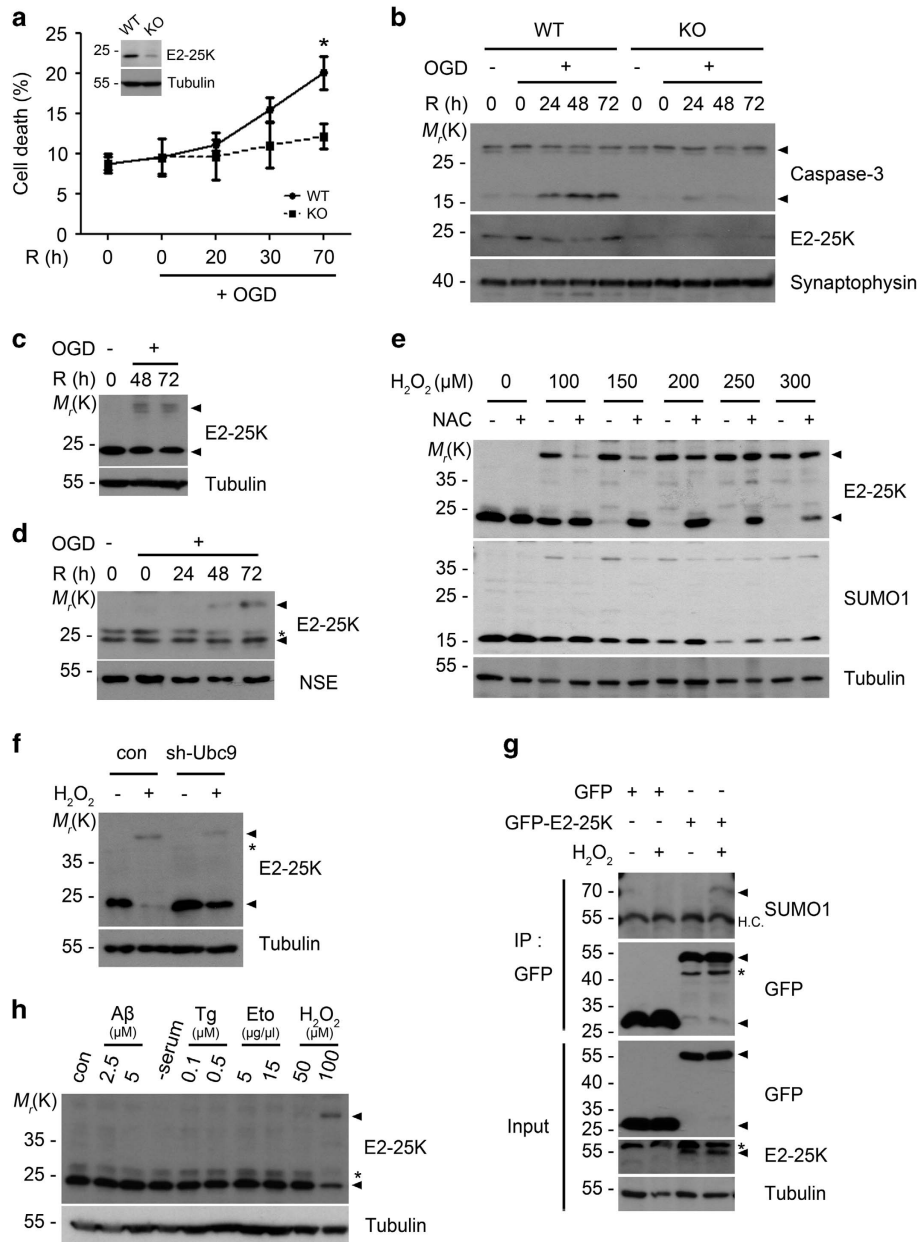 a
WT KO
25 - E2-25K
55 - Tubulin
*
Cell death (%)
25
20
15
10
5
0
WT
KO
R (h) 0 0 20 30 70
+ OGD
b
WT KO
OGD - + - +
R (h) 0 0 24 48 72 0 0 24 48 72
Mr(K)
25 -
15 -
Caspase-3
25 - E2-25K
40 - Synaptophysin
c
OGD - +
R (h) 0 48 72
Mr(K)
25 - E2-25K
55 - Tubulin
d
OGD - +
R (h) 0 0 24 48 72
Mr(K)
25 - E2-25K
*
55 - NSE
e
H2O2 (μM) 0 100 150 200 250 300
NAC - + - + - + - + - + - +
Mr(K)
35 -
25 -
E2-25K
35 -
25 -
15 -
SUMO1
55 - Tubulin
f
con sh-Ubc9
H2O2 - + - +
Mr(K)
*
35 -
25 -
E2-25K
55 - Tubulin
g
GFP + + - -
GFP-E2-25K - - + +
H2O2 - + - +
IP : GFP
70 -
55 -
H.C.
SUMO1
55 -
40 -
35 -
25 -
*
GFP
Input
55 -
40 -
35 -
25 -
GFP
*
E2-25K
55 - Tubulin
h
Aβ Tg Eto H2O2
(μM) (μM) (μg/μl) (μM)
con 2.5 5 -serum 0.1 0.5 5 15 50 100
Mr(K)
35 -
25 -
E2-25K
*
55 - Tubulin